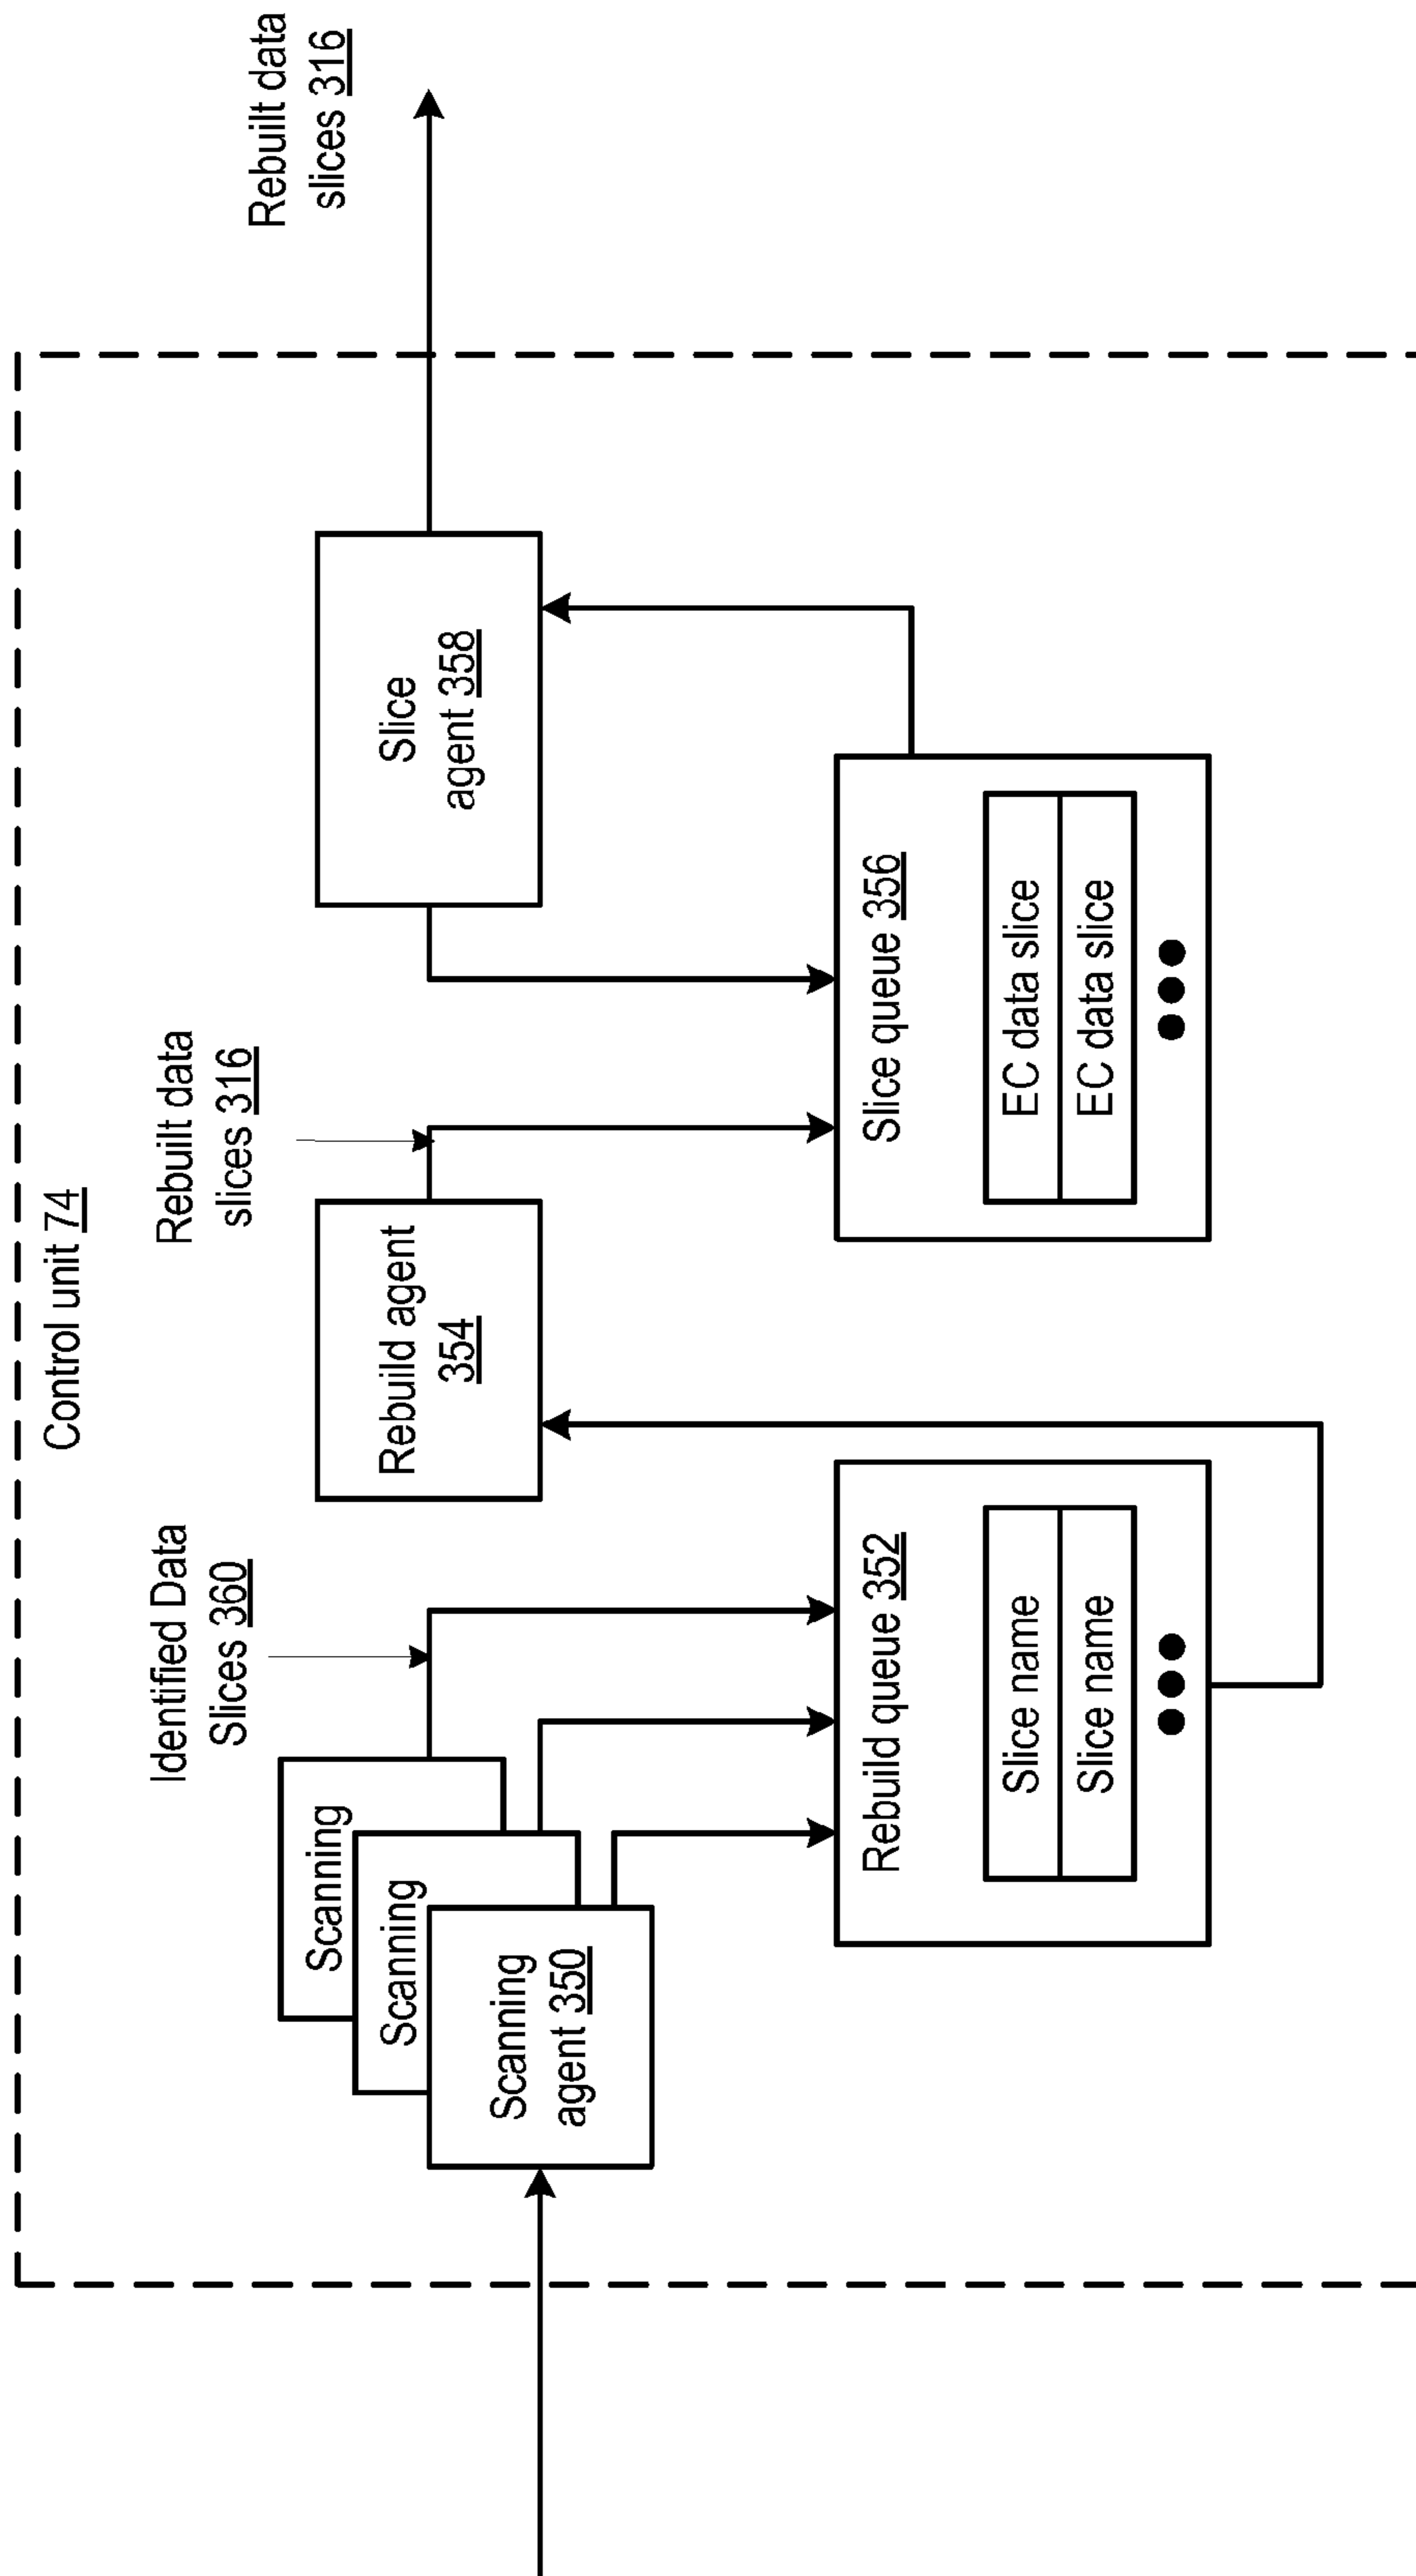 Control unit 74
Identified Data
Slices 360
Rebuilt data
slices 316
Rebuilt data
slices 316
Scanning
Scanning
Scanning
agent 350
Rebuild agent
354
Slice
agent 358
Rebuild queue 352
Slice name
Slice name
Slice queue 356
EC data slice
EC data slice